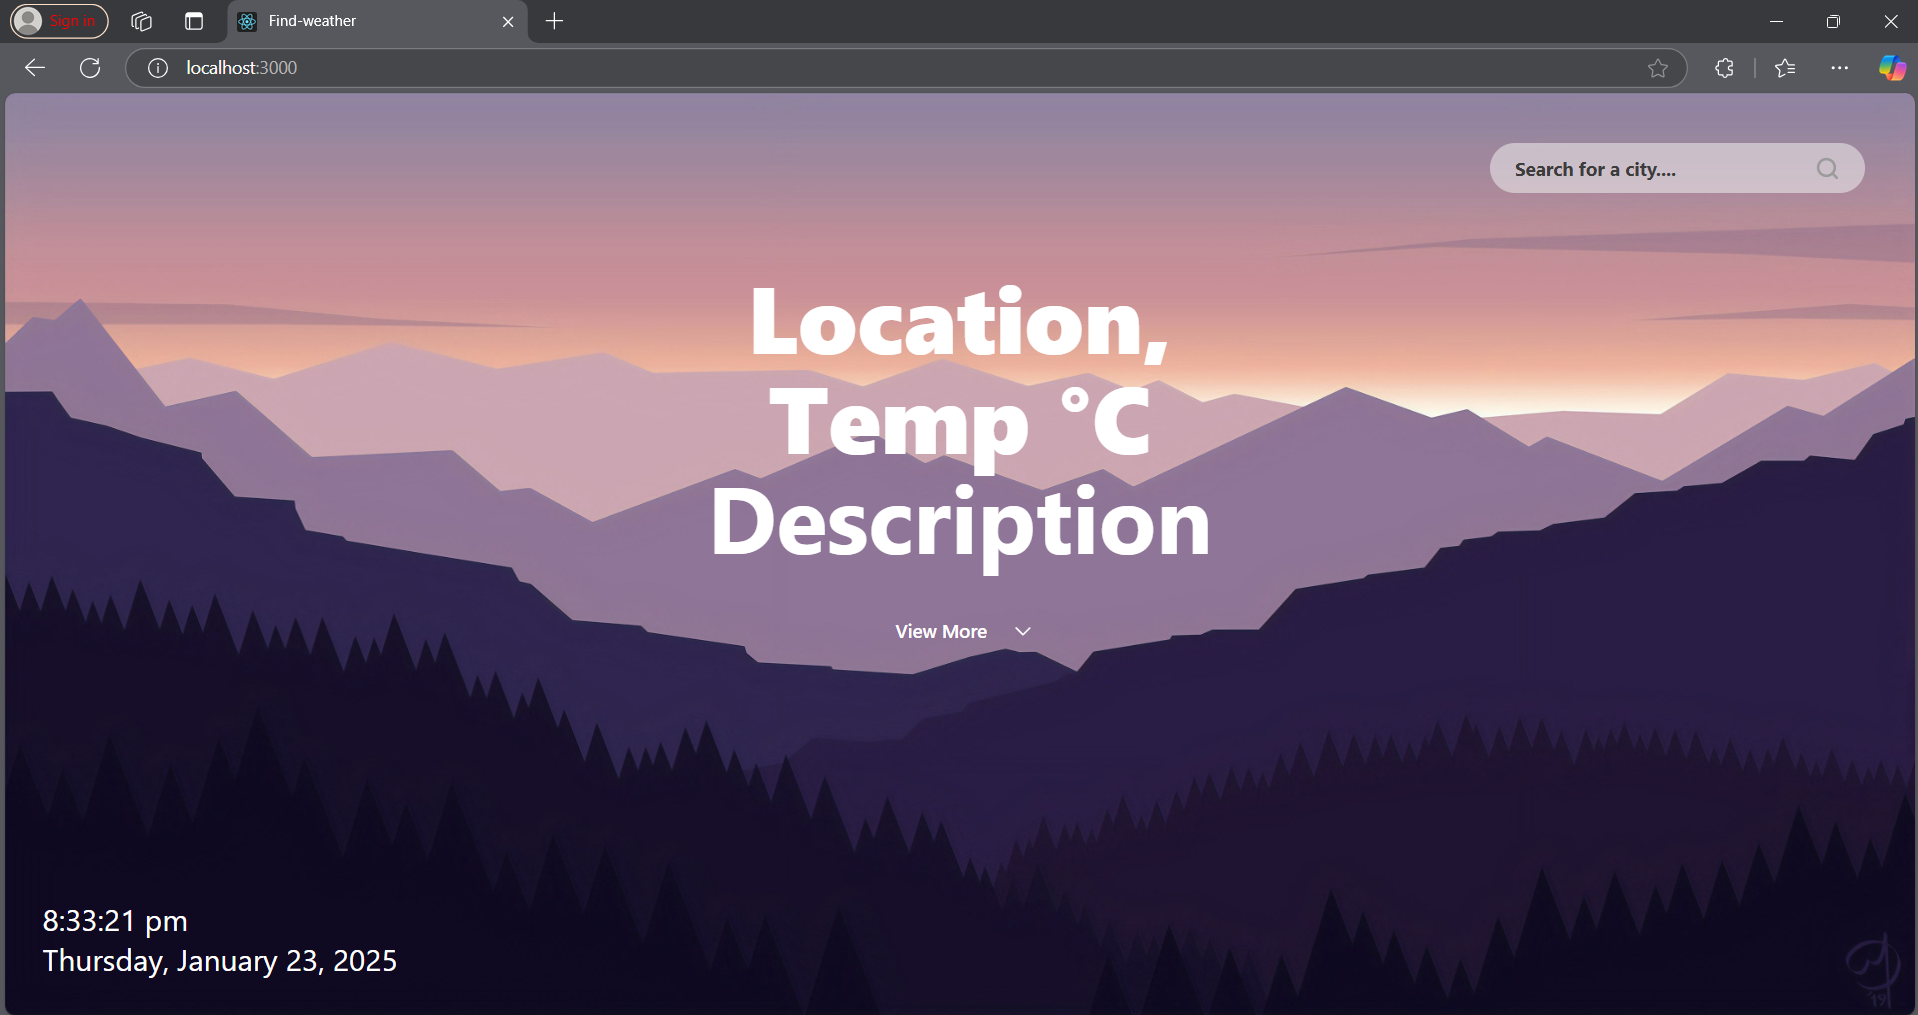 Sign in
Find-weather
localhost:3000
Search for a city....
Location,
Temp °C
Description
View More
8:33:21 pm
Thursday, January 23, 2025
'19